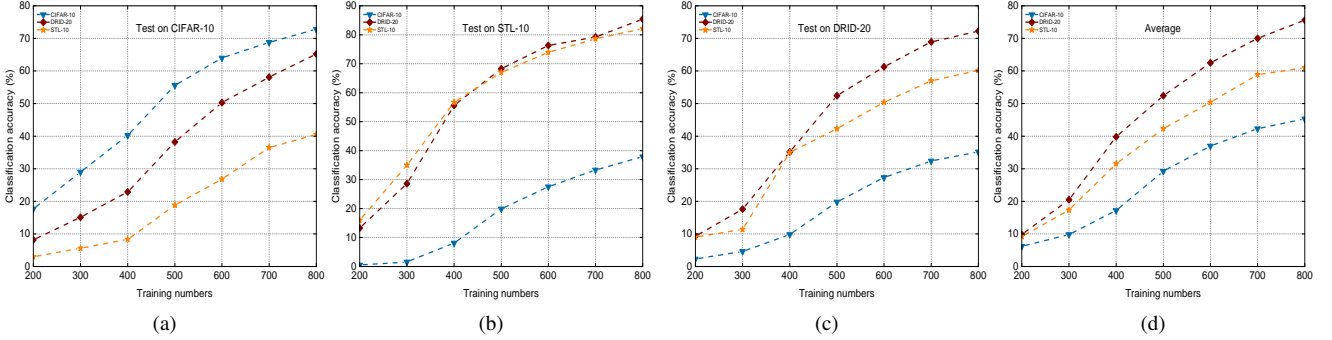 80
70
60
50
40
30
20
10
0
Classification accuracy (%)
CIFAR-10
DRID-20
STL-10
Test on CIFAR-10
200 300 400 500 600 700 800
Training numbers
(a)
90
80
70
60
50
40
30
20
10
0
Classification accuracy (%)
CIFAR-10
DRID-20
STL-10
Test on STL-10
200 300 400 500 600 700 800
Training numbers
(b)
80
70
60
50
40
30
20
10
0
Classification accuracy (%)
CIFAR-10
DRID-20
STL-10
Test on DRID-20
200 300 400 500 600 700 800
Training numbers
(c)
80
70
60
50
40
30
20
10
0
Classification accuracy (%)
CIFAR-10
DRID-20
STL-10
Average
200 300 400 500 600 700 800
Training numbers
(d)